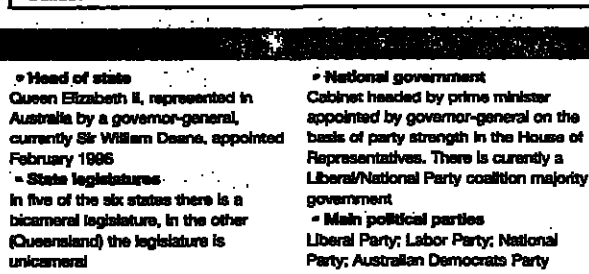 • Head of state
Queen Elizabeth II, represented in
Australia by a governor-general,
currently Sir William Deane, appointed
February 1996
• State legislatures
In five of the six states there is a
bicameral legislature, in the other
(Queensland) the legislature is
unicameral
• National government
Cabinet headed by prime minister
appointed by governor-general on the
basis of party strength in the House of
Representatives. There is curently a
Liberal/National Party coalition majority
government
• Main political parties
Liberal Party; Labor Party; National
Party; Australian Democrats Party